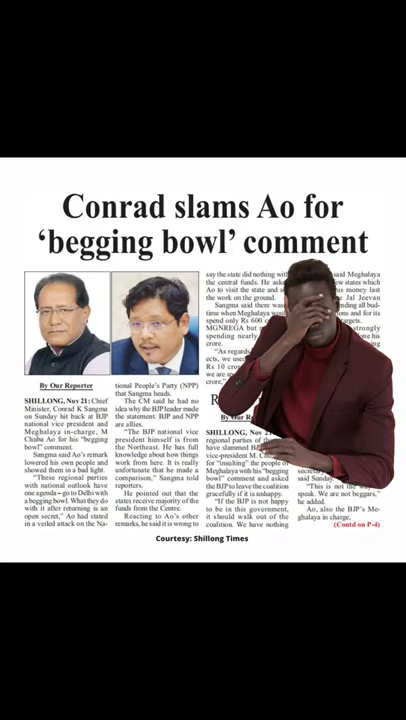 Conrad slams Ao for
‘begging bowl’ comment
By Our Reporter
SHILLONG, Nov 21: Chief
Minister, Conrad K Sangma
on Sunday hit back at BJP
national vice president and
Meghalaya in-charge, M
Chuba Ao for his “begging
bowl” comment.
Sangma said Ao’s remark
lowered his own people and
showed them in a bad light.
“These regional parties
with national outlook have
one agenda – go to Delhi with
a begging bowl. What they do
with it after returning is an
open secret,” Ao had stated
in a veiled attack on the Na-
tional People’s Party (NPP)
that Sangma heads.
The CM said he had no
idea why the BJP leader made
the statement. BJP and NPP
are allies.
“The BJP national vice
president himself is from
the Northeast. He has full
knowledge about how things
work from here. It is really
unfortunate that he made a
comparison,” Sangma told
reporters.
He pointed out that the
states receive majority of the
funds from the Centre.
Reacting to Ao’s other
remarks, he said it is wrong to
say the state did nothing with
the central funds. He
Ao to visit the state and
the work on the ground.
Sangma said there
time when Meghalaya
spend only Rs 600
MGNREGA but
spending nearly
crore.
“As regards
ects, we
Rs 10
we are
crore,”
By Our
SHILLONG, Nov
regional parties of
have slammed
vice-president M.
for “insulting” the people of
Meghalaya with his “begging
bowl” comment and asked
the BJP to leave the coalition
gracefully if it is unhappy.
“If the BJP is not happy
to be in this government,
it should walk out of the
coalition. We have nothing
said Meghalaya
states which
money last
Jal Jeevan
all bud-
and for its
targets.
strongly
one
his
said Sunday.
“This is not the way
speak. We are not beggars,”
he added.
Ao, also the BJP’s Me-
ghalaya in charge,
(Contd on P-4)
Courtesy: Shillong Times